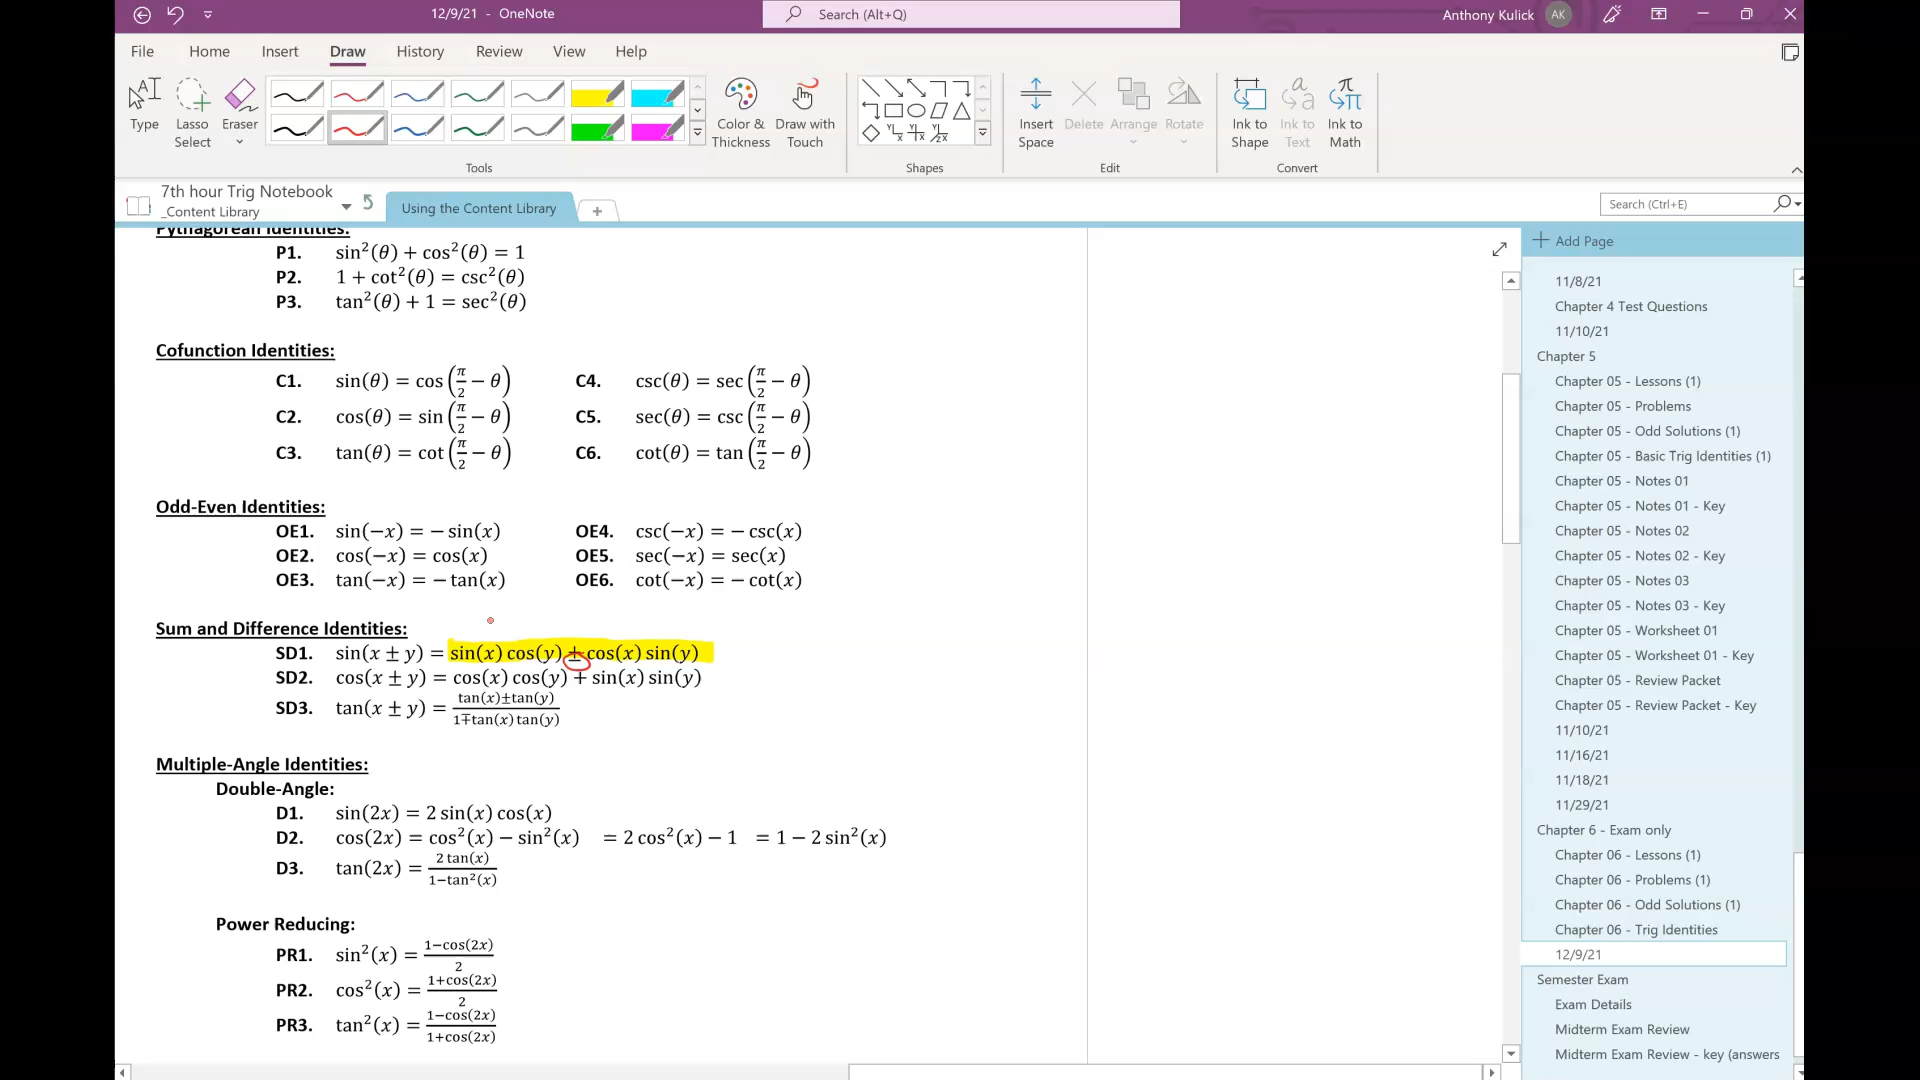 12/9/21 - OneNote
Search (Alt+Q)
Anthony Kulick
AK
File Home Insert Draw History Review View Help
Type
Lasso Select
Eraser
Color & Thickness
Draw with Touch
Insert Space
Delete
Arrange
Rotate
Ink to Shape
Ink to Text
Ink to Math
Tools Shapes Edit Convert
7th hour Trig Notebook
_Content Library
Using the Content Library
Search (Ctrl+E)
Pythagorean Identities:
P1. sin²(θ) + cos²(θ) = 1
P2. 1 + cot²(θ) = csc²(θ)
P3. tan²(θ) + 1 = sec²(θ)
Cofunction Identities:
C1. sin(θ) = cos(π/2 − θ) C4. csc(θ) = sec(π/2 − θ)
C2. cos(θ) = sin(π/2 − θ) C5. sec(θ) = csc(π/2 − θ)
C3. tan(θ) = cot(π/2 − θ) C6. cot(θ) = tan(π/2 − θ)
Odd-Even Identities:
OE1. sin(−x) = − sin(x) OE4. csc(−x) = − csc(x)
OE2. cos(−x) = cos(x) OE5. sec(−x) = sec(x)
OE3. tan(−x) = − tan(x) OE6. cot(−x) = − cot(x)
Sum and Difference Identities:
SD1. sin(x ± y) = sin(x) cos(y) ± cos(x) sin(y)
SD2. cos(x ± y) = cos(x) cos(y) ∓ sin(x) sin(y)
SD3. tan(x ± y) = (tan(x)±tan(y))/(1∓tan(x) tan(y))
Multiple-Angle Identities:
Double-Angle:
D1. sin(2x) = 2 sin(x) cos(x)
D2. cos(2x) = cos²(x) − sin²(x) = 2 cos²(x) − 1 = 1 − 2 sin²(x)
D3. tan(2x) = (2 tan(x))/(1−tan²(x))
Power Reducing:
PR1. sin²(x) = (1−cos(2x))/2
PR2. cos²(x) = (1+cos(2x))/2
PR3. tan²(x) = (1−cos(2x))/(1+cos(2x))
Add Page
11/8/21
Chapter 4 Test Questions
11/10/21
Chapter 5
Chapter 05 - Lessons (1)
Chapter 05 - Problems
Chapter 05 - Odd Solutions (1)
Chapter 05 - Basic Trig Identities (1)
Chapter 05 - Notes 01
Chapter 05 - Notes 01 - Key
Chapter 05 - Notes 02
Chapter 05 - Notes 02 - Key
Chapter 05 - Notes 03
Chapter 05 - Notes 03 - Key
Chapter 05 - Worksheet 01
Chapter 05 - Worksheet 01 - Key
Chapter 05 - Review Packet
Chapter 05 - Review Packet - Key
11/10/21
11/16/21
11/18/21
11/29/21
Chapter 6 - Exam only
Chapter 06 - Lessons (1)
Chapter 06 - Problems (1)
Chapter 06 - Odd Solutions (1)
Chapter 06 - Trig Identities
12/9/21
Semester Exam
Exam Details
Midterm Exam Review
Midterm Exam Review - key (answers